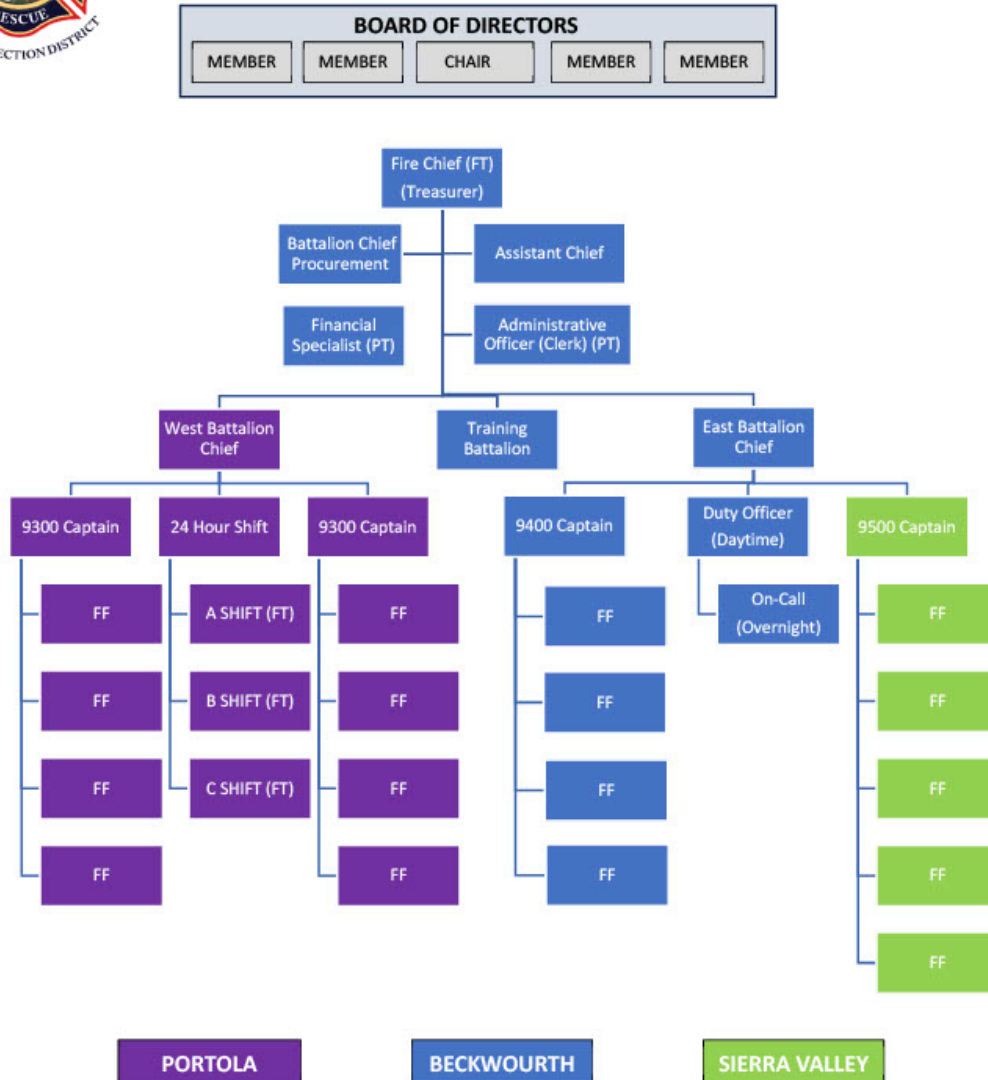 ESCUE
ECTION DISTRICT
BOARD OF DIRECTORS
MEMBER
MEMBER
CHAIR
MEMBER
MEMBER
Fire Chief (FT)
(Treasurer)
Battalion Chief
Procurement
Assistant Chief
Financial
Specialist (PT)
Administrative
Officer (Clerk) (PT)
West Battalion
Chief
Training
Battalion
East Battalion
Chief
9300 Captain
24 Hour Shift
9300 Captain
9400 Captain
Duty Officer
(Daytime)
9500 Captain
FF
A SHIFT (FT)
FF
FF
On-Call
(Overnight)
FF
FF
B SHIFT (FT)
FF
FF
FF
FF
C SHIFT (FT)
FF
FF
FF
FF
FF
FF
FF
FF
PORTOLA
BECKWOURTH
SIERRA VALLEY